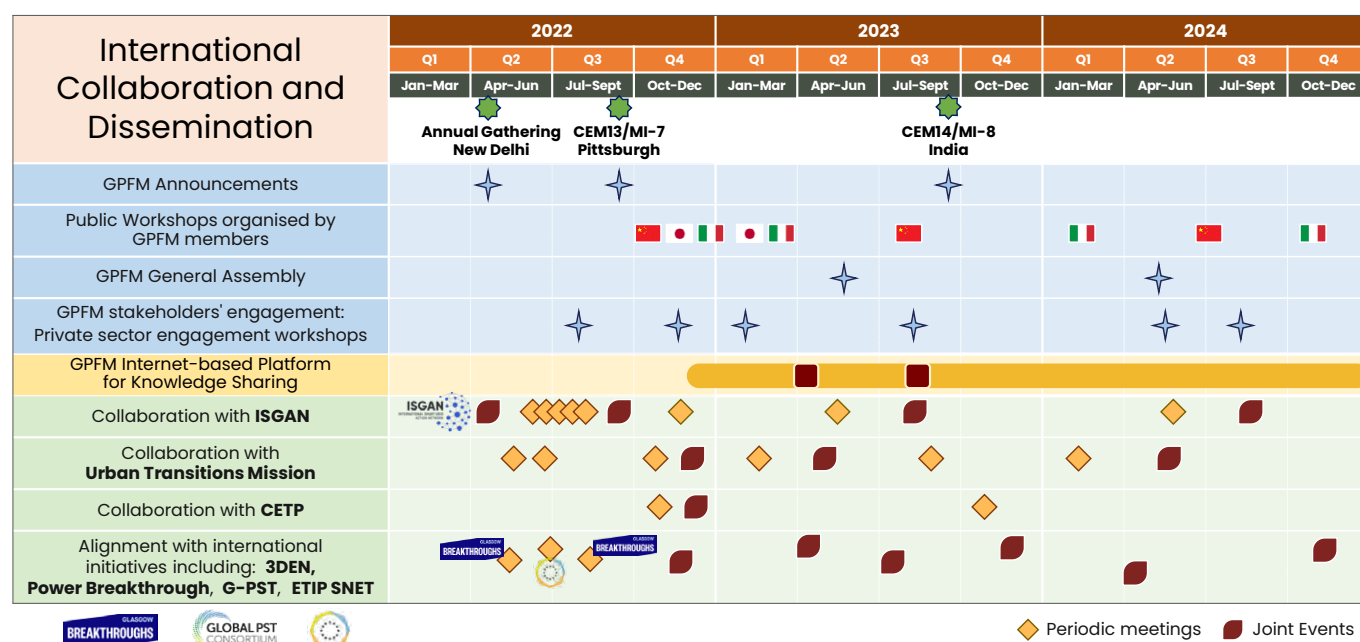 International
Collaboration and
Dissemination
2022
2023
2024
Q1
Q2
Q3
Q4
Q1
Q2
Q3
Q4
Q1
Q2
Q3
Q4
Jan-Mar
Apr-Jun
Jul-Sept
Oct-Dec
Jan-Mar
Apr-Jun
Jul-Sept
Oct-Dec
Jan-Mar
Apr-Jun
Jul-Sept
Oct-Dec
Annual Gathering
New Delhi
CEM13/MI-7
Pittsburgh
CEM14/MI-8
India
GPFM Announcements
Public Workshops organised by
GPFM members
GPFM General Assembly
GPFM stakeholders' engagement:
Private sector engagement workshops
GPFM Internet-based Platform
for Knowledge Sharing
Collaboration with ISGAN
ISGAN
INTERNATIONAL SMART GRID
ACTION NETWORK
Collaboration with
Urban Transitions Mission
Collaboration with CETP
Alignment with international
initiatives including: 3DEN,
Power Breakthrough, G-PST, ETIP SNET
GLASGOW
BREAKTHROUGHS
GLASGOW
BREAKTHROUGHS
GLASGOW
BREAKTHROUGHS
GLOBAL PST
CONSORTIUM
Periodic meetings
Joint Events